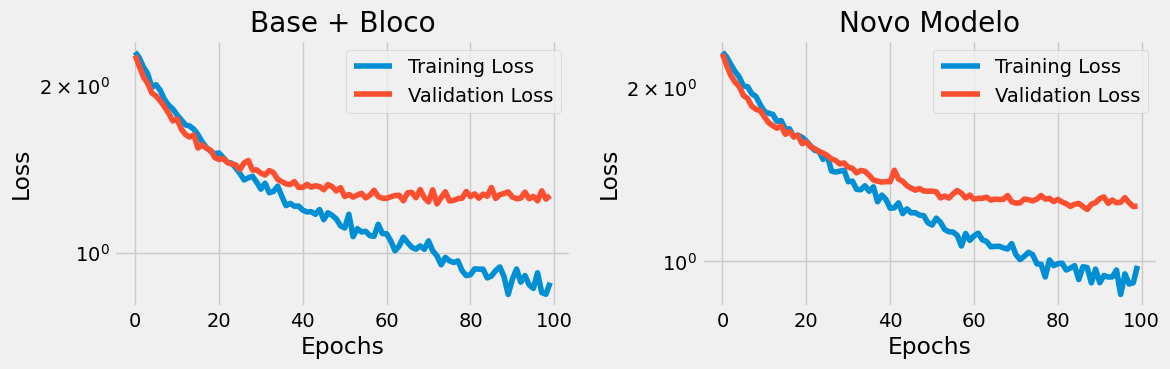 Base + Bloco
Training Loss
Validation Loss
2 × 10⁰
10⁰
Loss
0 20 40 60 80 100
Epochs
Novo Modelo
Training Loss
Validation Loss
2 × 10⁰
10⁰
Loss
0 20 40 60 80 100
Epochs